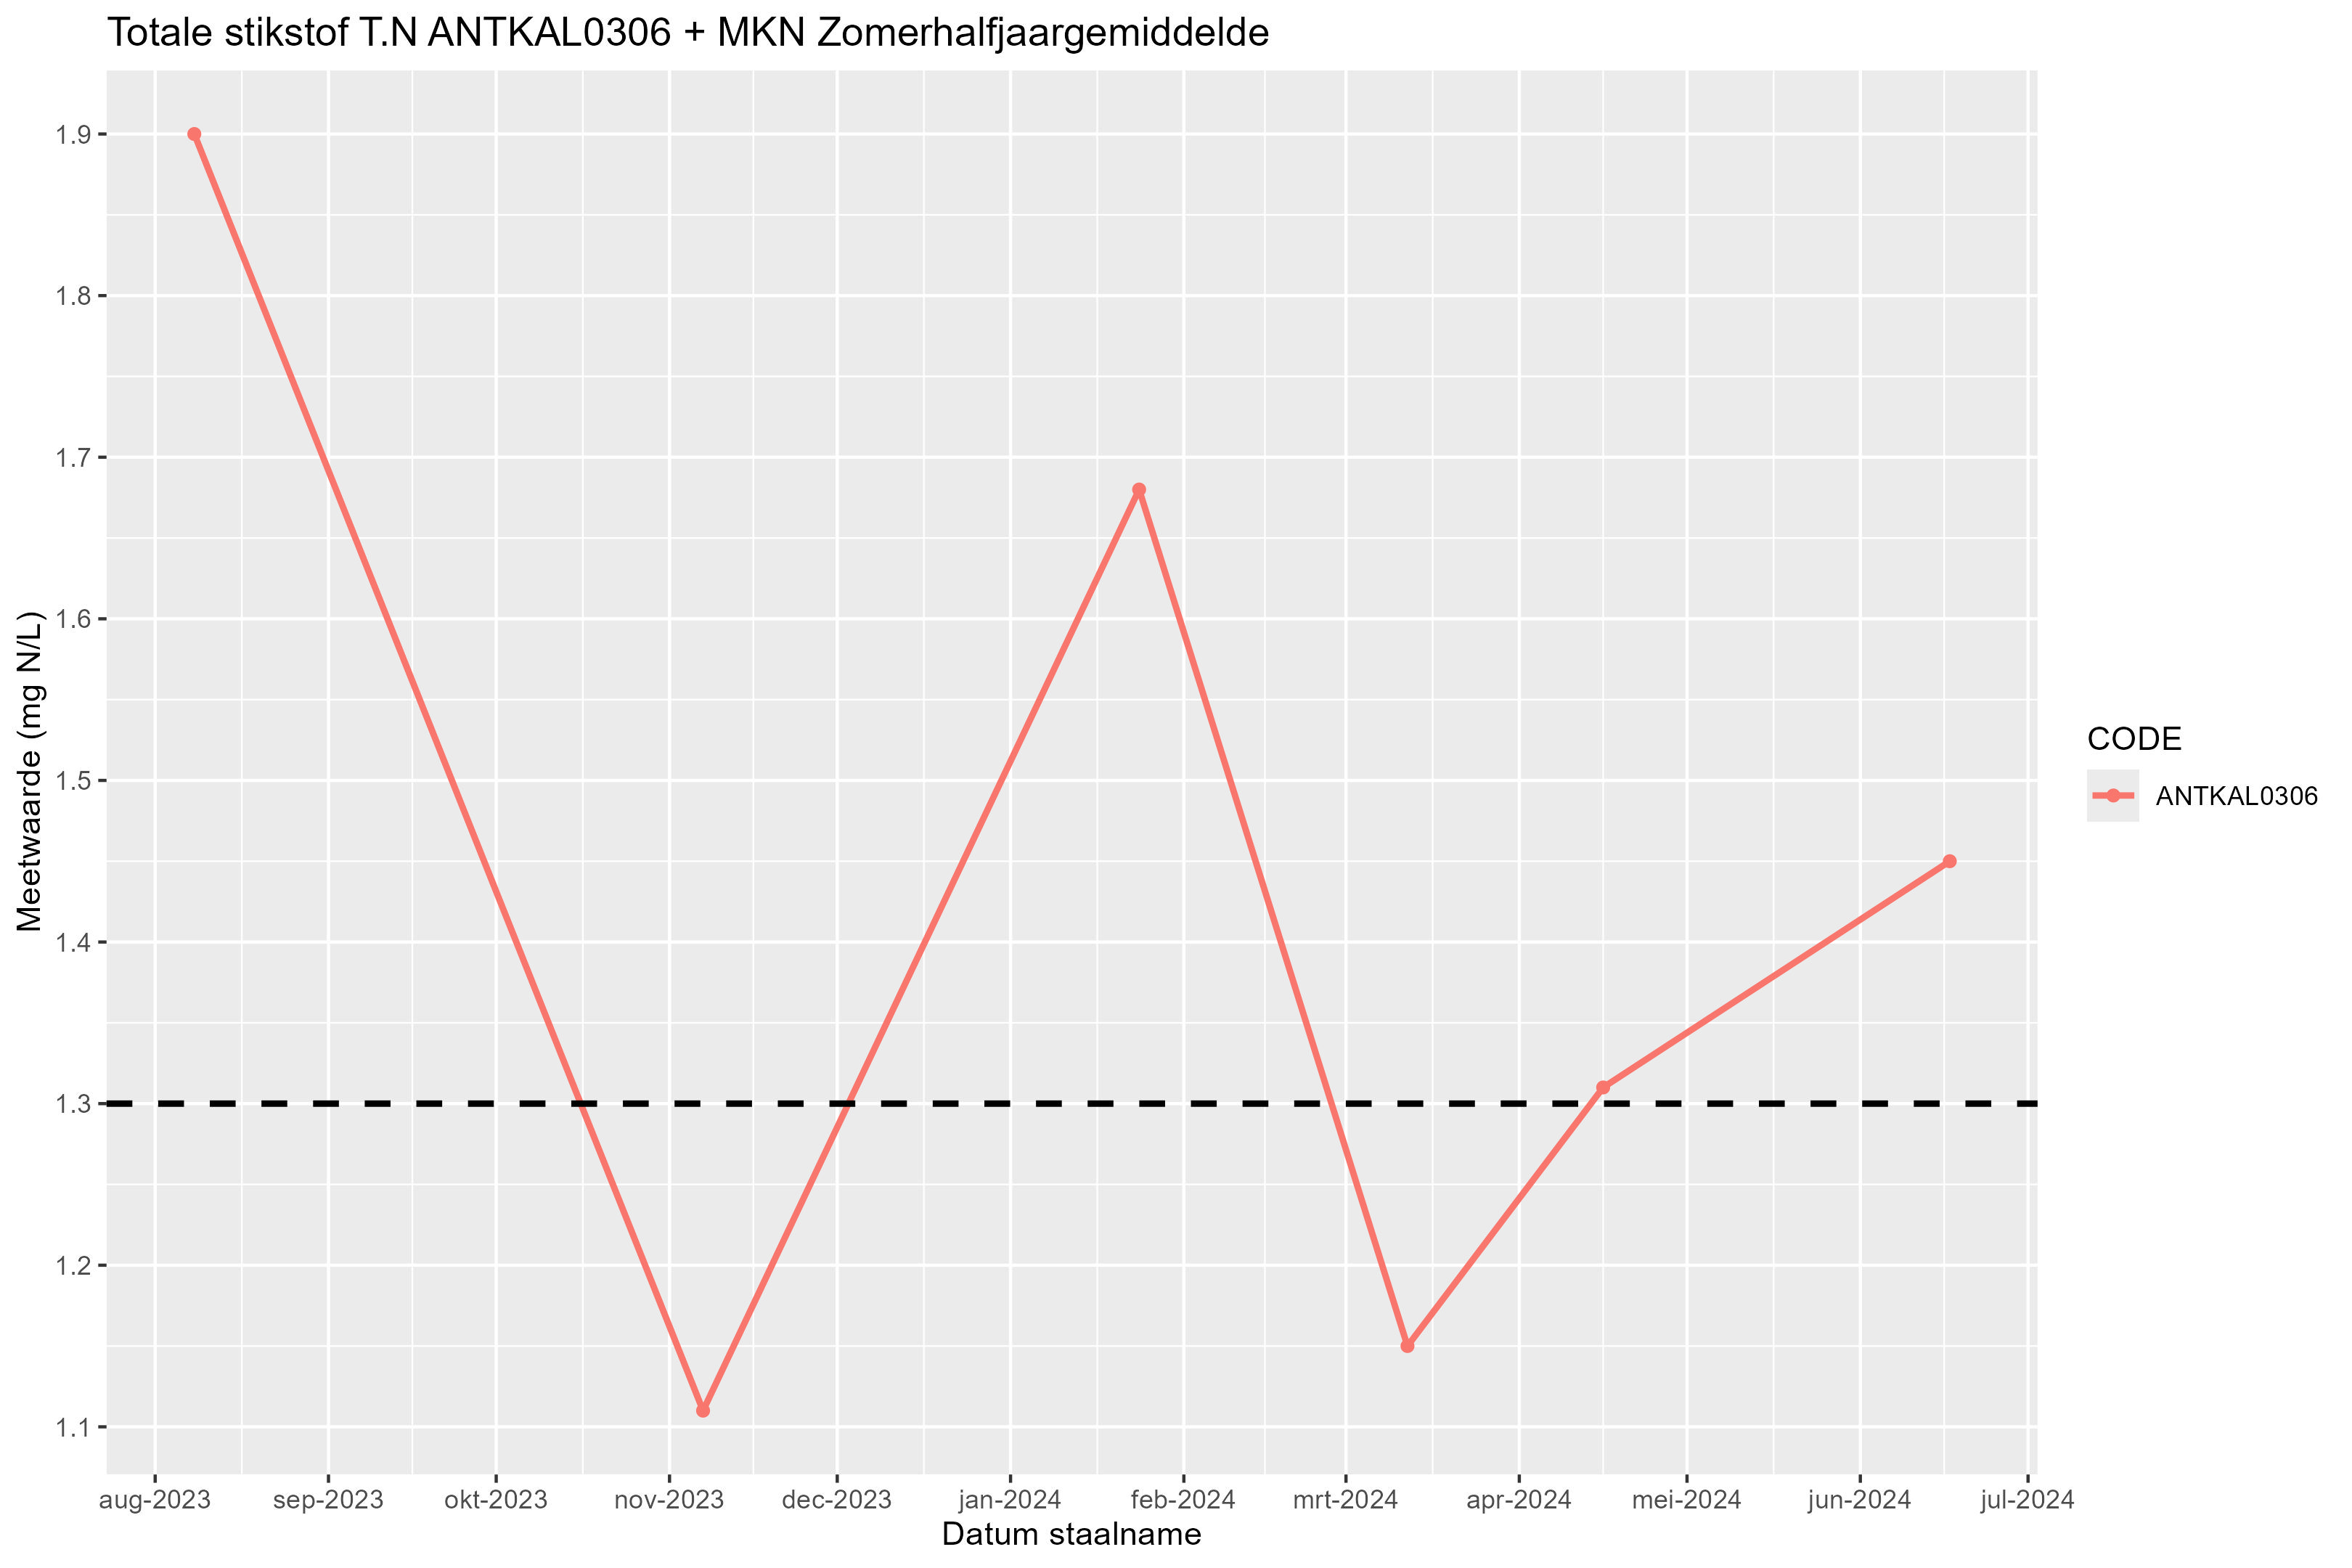 Totale stikstof T.N ANTKAL0306 + MKN Zomerhalfjaargemiddelde
Meetwaarde (mg N/L)
1.9
1.8
1.7
1.6
1.5
1.4
1.3
1.2
1.1
aug-2023 sep-2023 okt-2023 nov-2023 dec-2023 jan-2024 feb-2024 mrt-2024 apr-2024 mei-2024 jun-2024 jul-2024
Datum staalname
CODE
ANTKAL0306